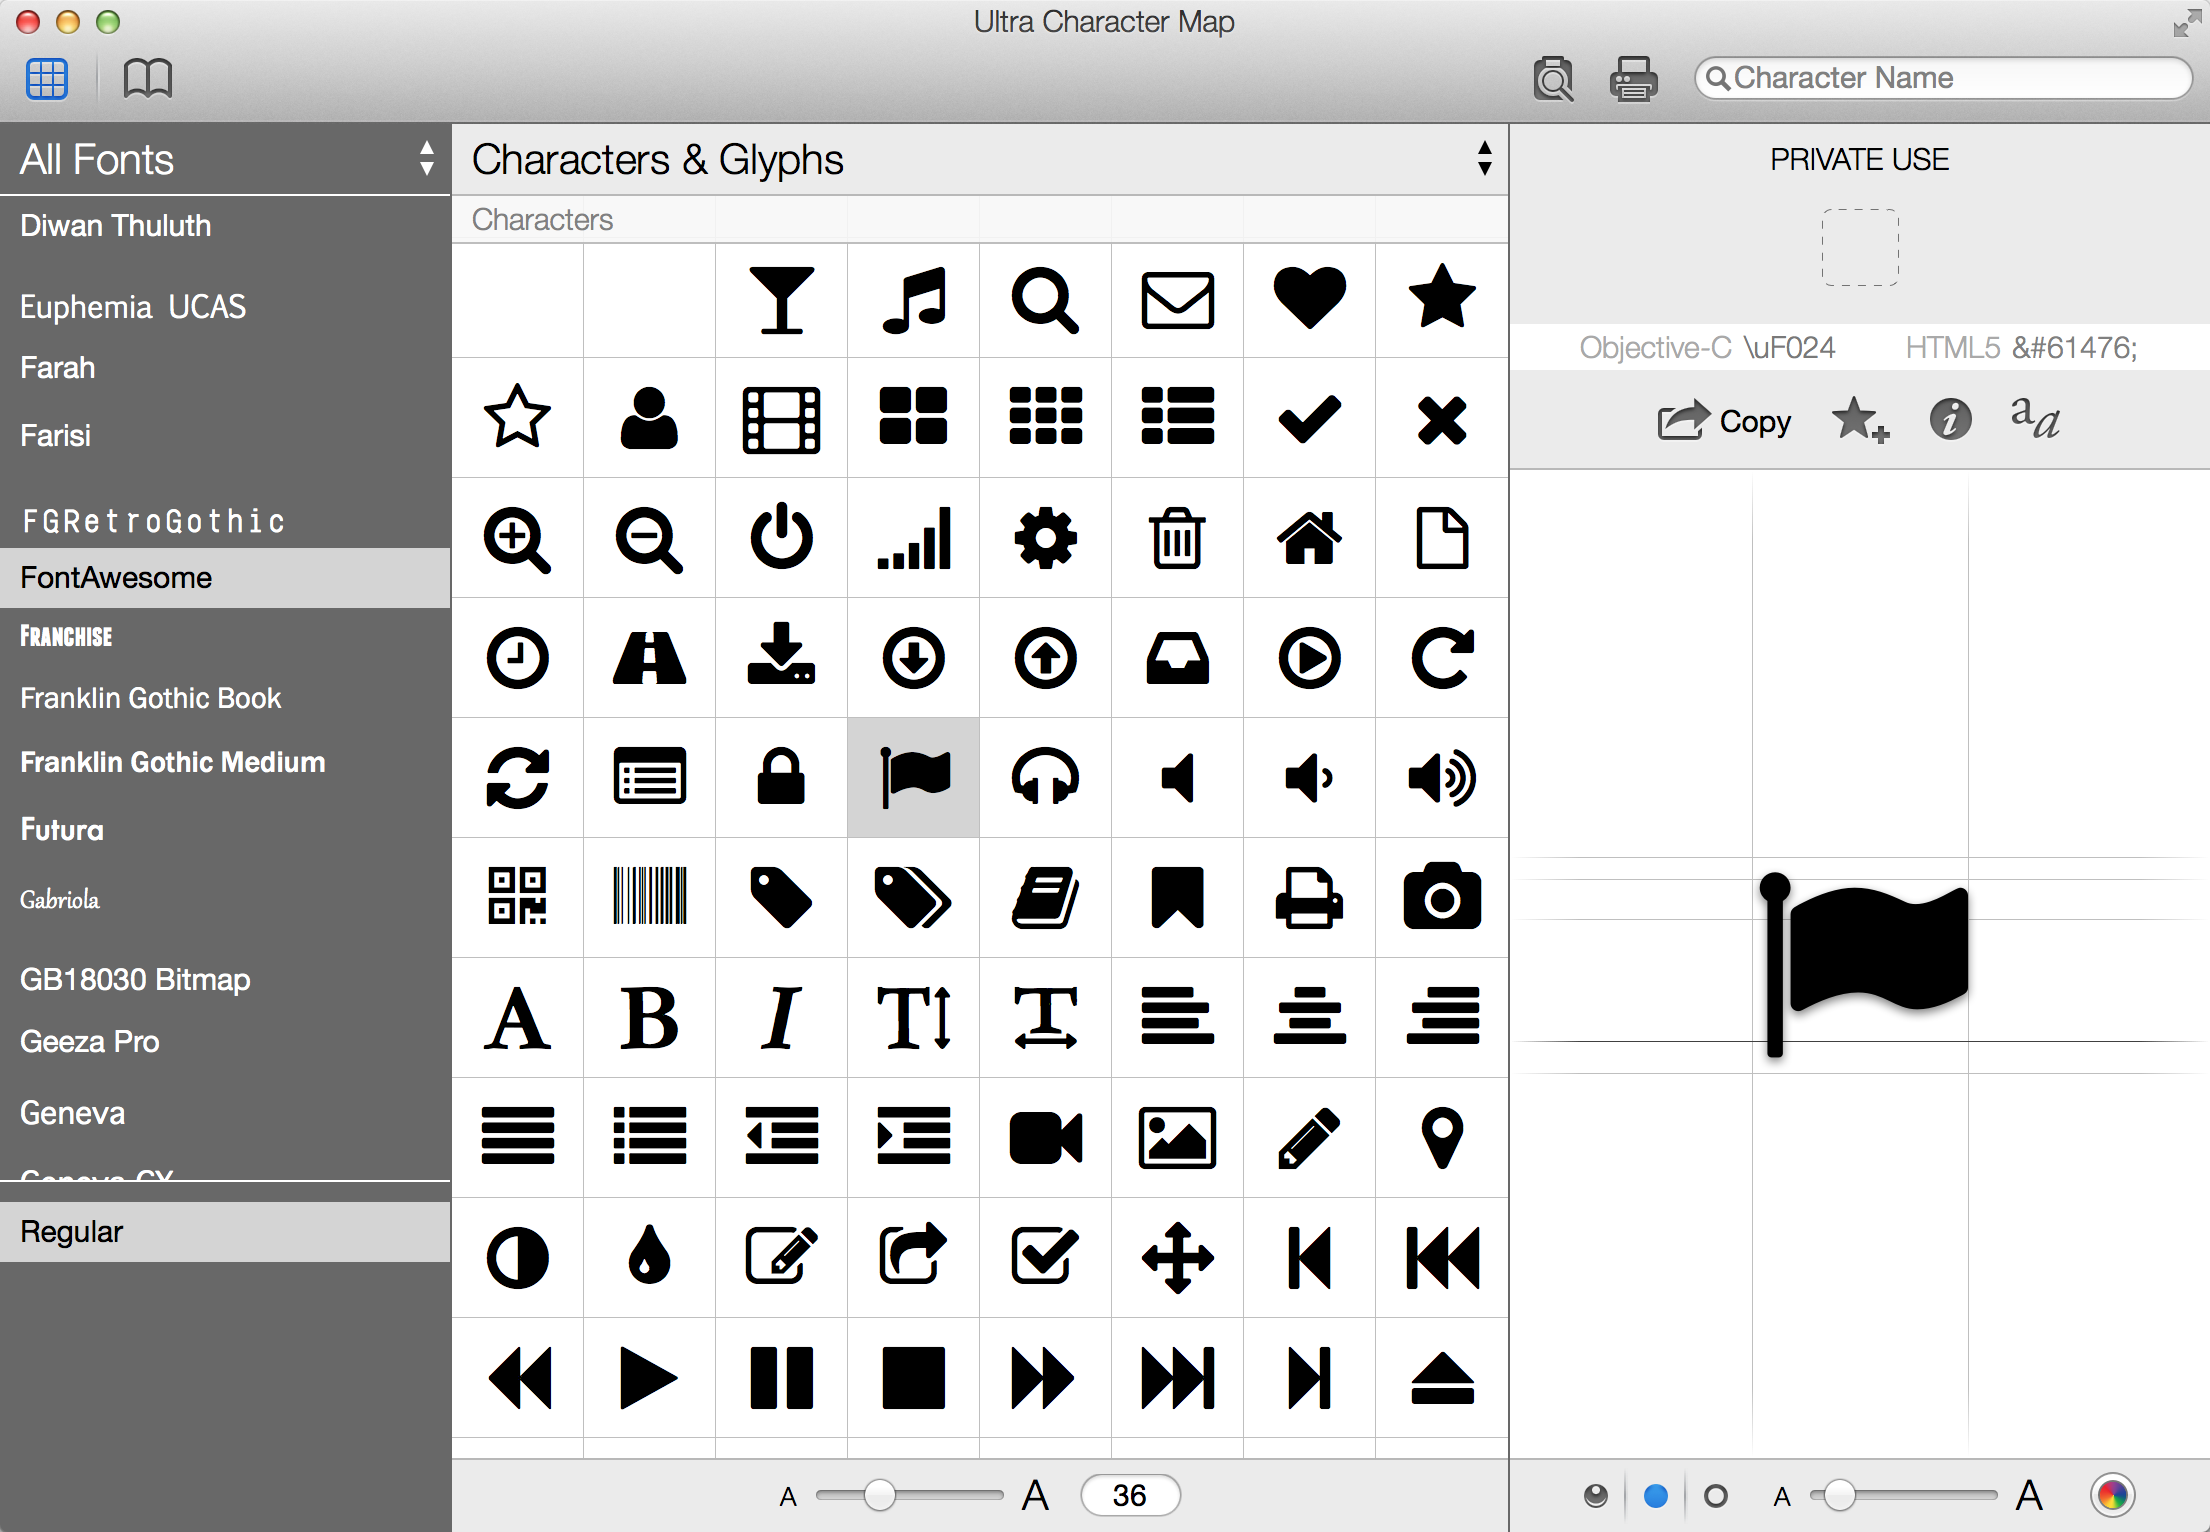 Ultra Character Map
Character Name
All Fonts
Diwan Thuluth
Euphemia UCAS
Farah
Farisi
FGRetroGothic
FontAwesome
FRANCHISE
Franklin Gothic Book
Franklin Gothic Medium
Futura
Gabriola
GB18030 Bitmap
Geeza Pro
Geneva
Geneva CY
Regular
Characters & Glyphs
Characters
A B I T T
A A 36
PRIVATE USE
Objective-C \uF024 HTML5 &#61476;
Copy a a
A A